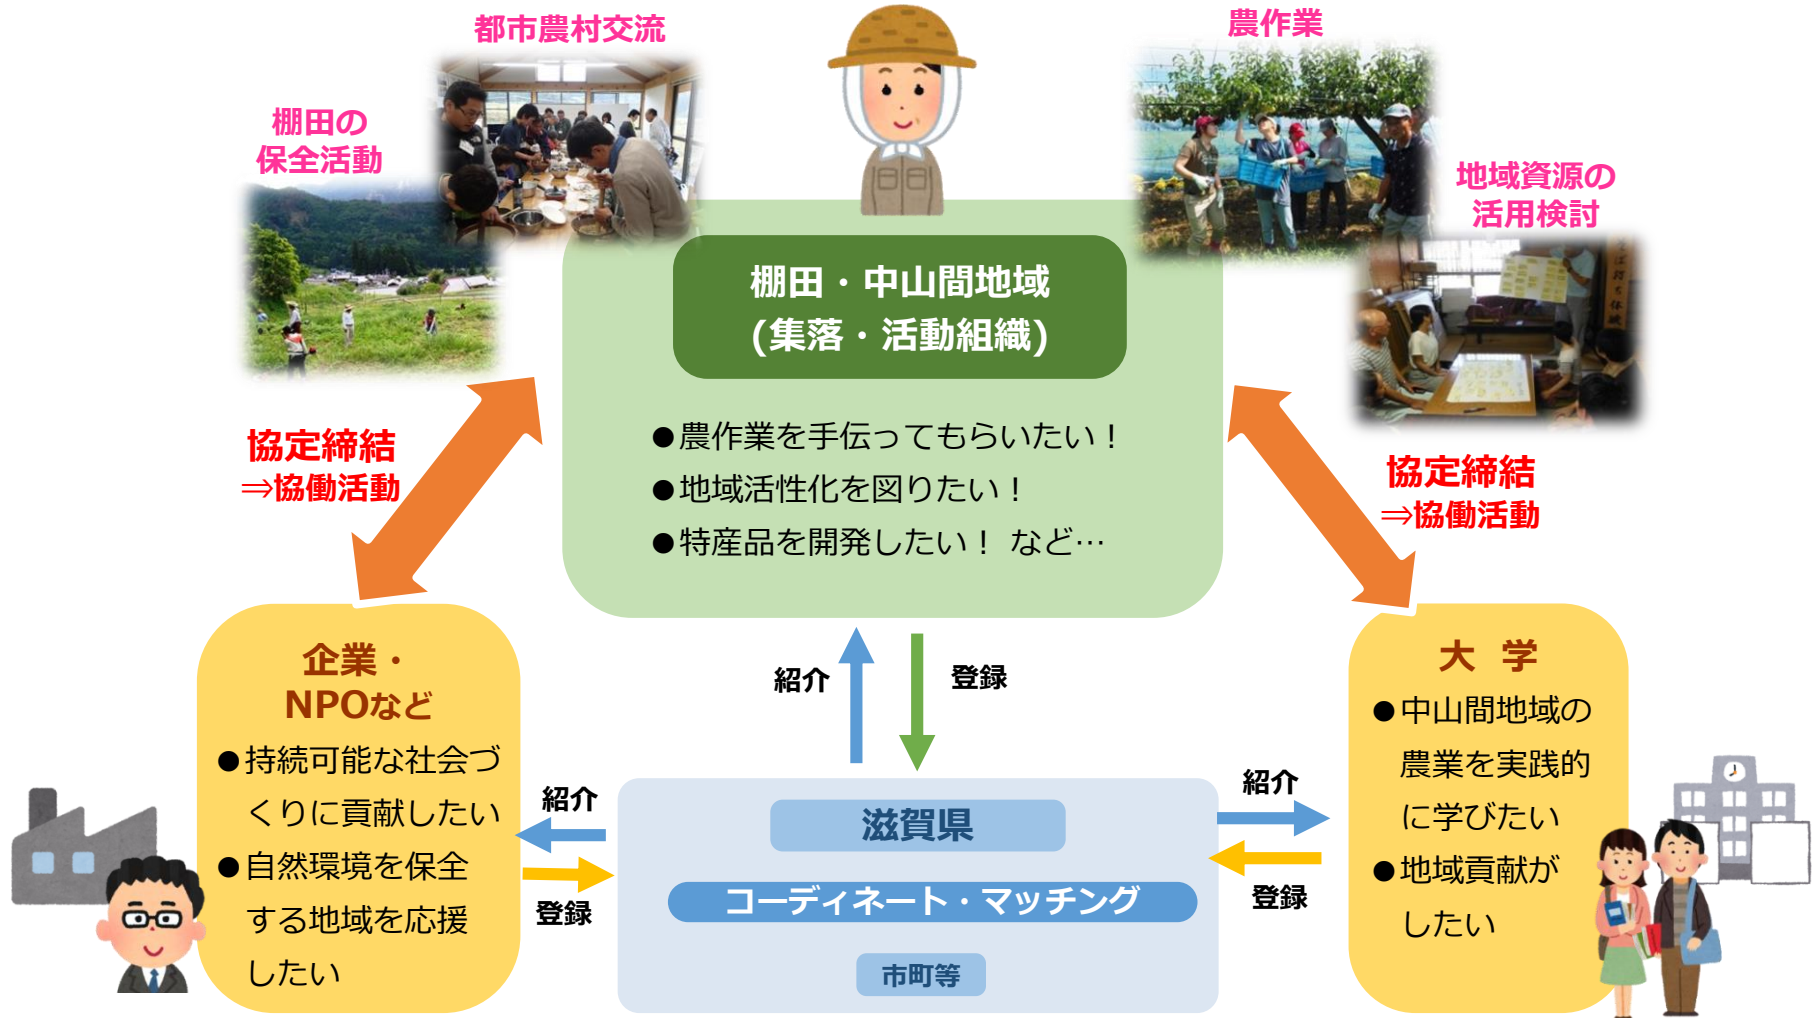 都市農村交流
農作業
棚田の
保全活動
地域資源の
活用検討
棚田・中山間地域
(集落・活動組織)
●農作業を手伝ってもらいたい！
●地域活性化を図りたい！
●特産品を開発したい！ など…
協定締結
⇒協働活動
協定締結
⇒協働活動
企業・
NPOなど
●持続可能な社会づ
くりに貢献したい
●自然環境を保全
する地域を応援
したい
大 学
●中山間地域の
農業を実践的
に学びたい
●地域貢献が
したい
紹介
登録
紹介
登録
紹介
登録
滋賀県
コーディネート・マッチング
市町等